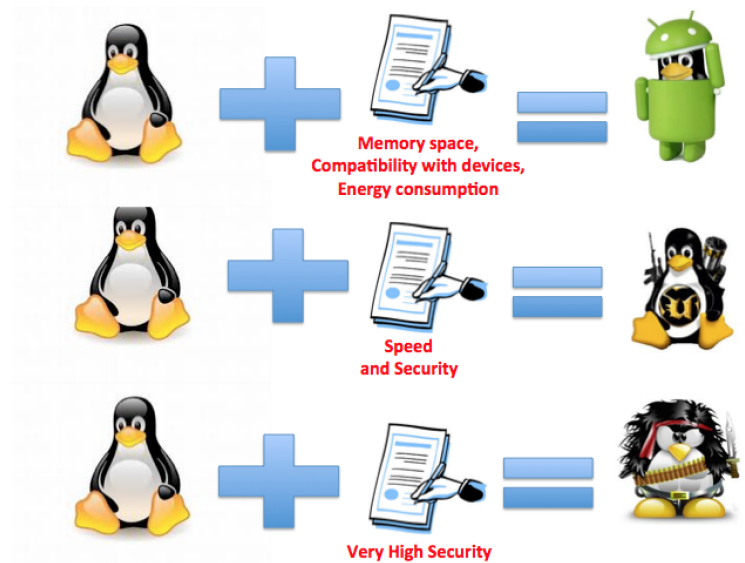 Memory space,
Compatibility with devices,
Energy consumption
Speed
and Security
Very High Security